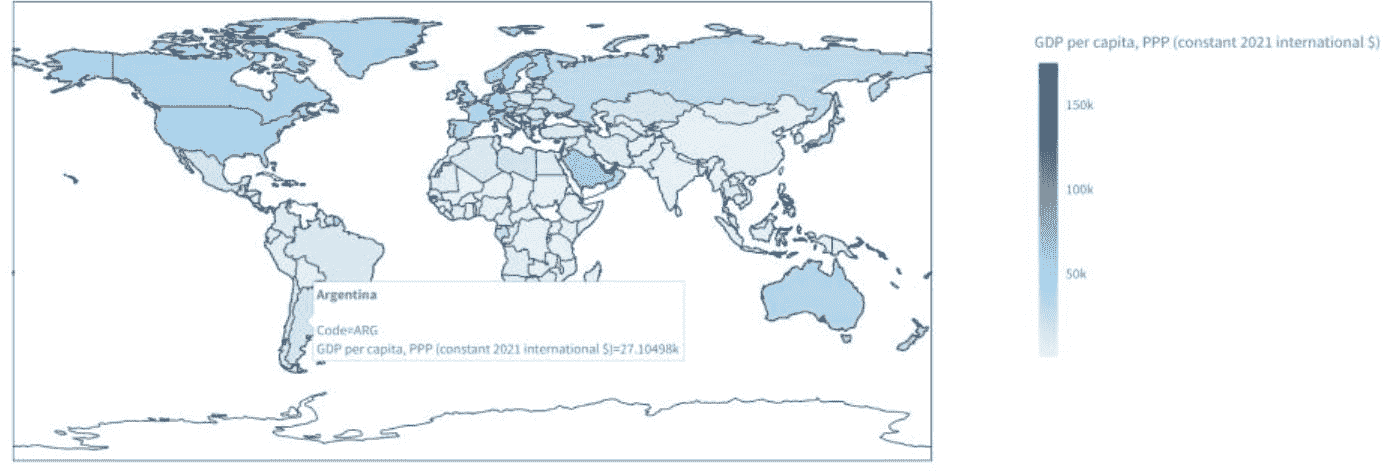 GDP per capita, PPP (constant 2021 international $)
150k
100k
50k
Argentina
Code=ARG
GDP per capita, PPP (constant 2021 international $)=27.10498k